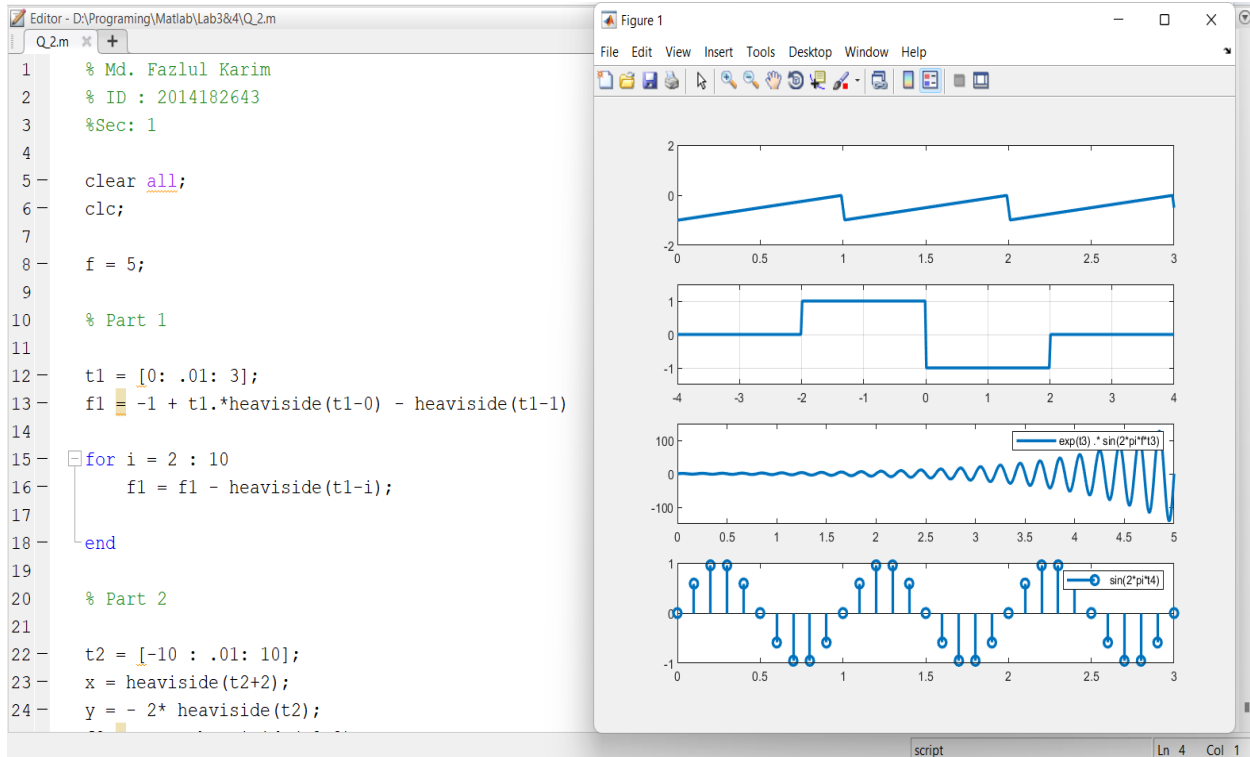 Editor - D:\Programing\Matlab\Lab3&4\Q_2.m
Q_2.m
1 % Md. Fazlul Karim
2 % ID : 2014182643
3 %Sec: 1
4
5 clear all;
6 clc;
7
8 f = 5;
9
10 % Part 1
11
12 t1 = [0: .01: 3];
13 f1 = -1 + t1.*heaviside(t1-0) - heaviside(t1-1)
14
15 for i = 2 : 10
16 f1 = f1 - heaviside(t1-i);
17
18 end
19
20 % Part 2
21
22 t2 = [-10 : .01: 10];
23 x = heaviside(t2+2);
24 y = - 2* heaviside(t2);
Figure 1
File Edit View Insert Tools Desktop Window Help
2
0
-2
0 0.5 1 1.5 2 2.5 3
1
0
-1
-4 -3 -2 -1 0 1 2 3 4
100
0
-100
exp(t3) .* sin(2*pi*f*t3)
0 0.5 1 1.5 2 2.5 3 3.5 4 4.5 5
1
0
-1
sin(2*pi*t4)
0 0.5 1 1.5 2 2.5 3
script Ln 4 Col 1